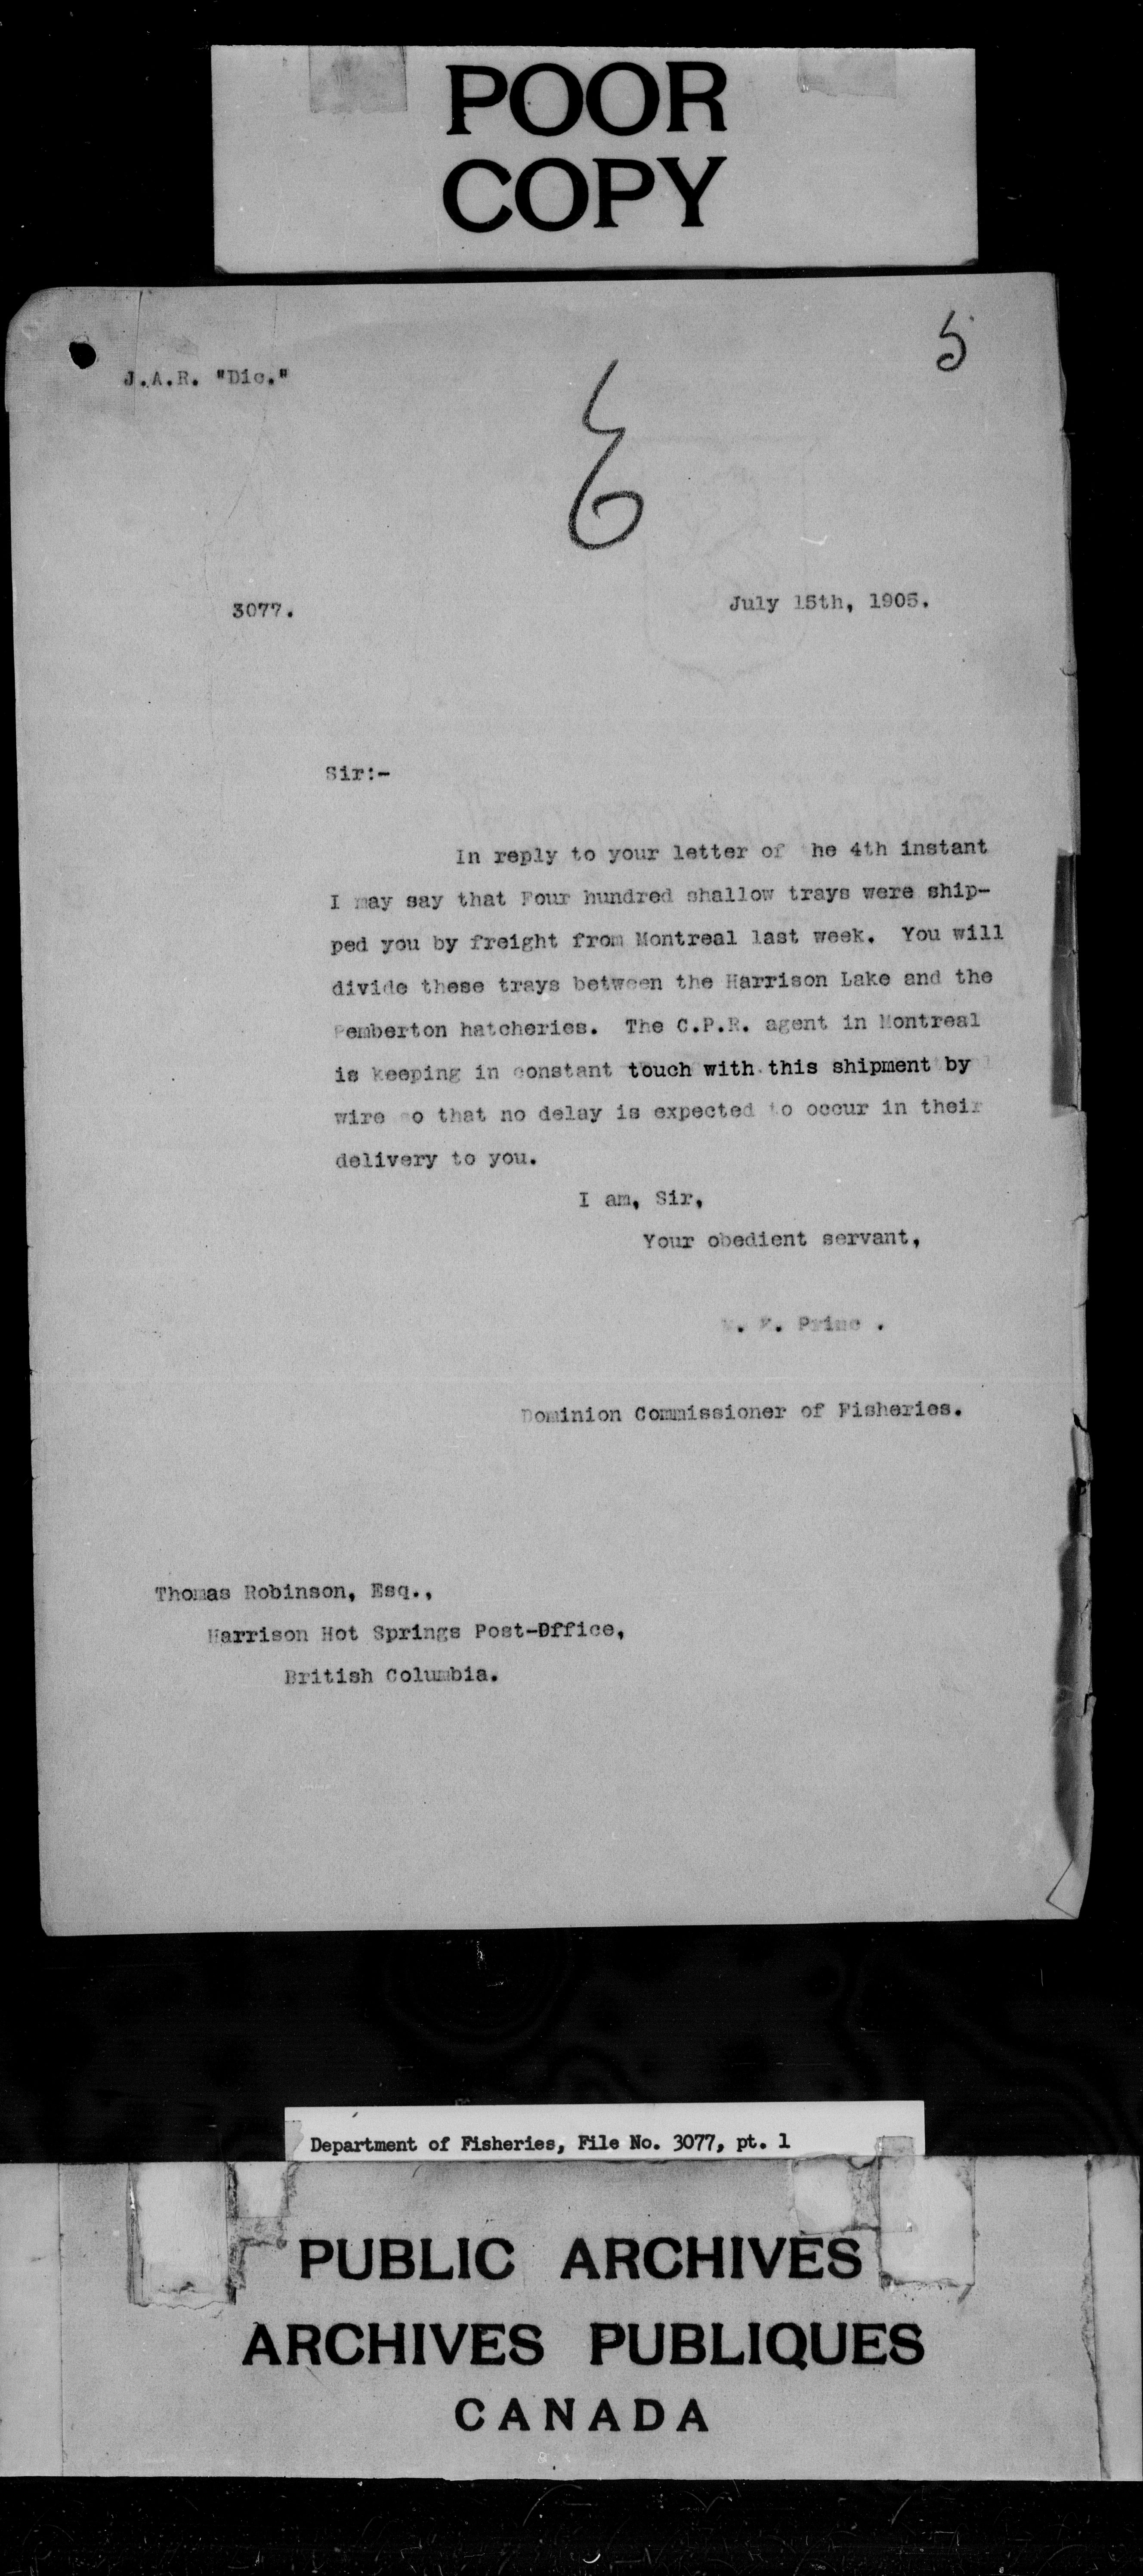 POOR
COPY
5
J.A.R. "Dic."
3077.
July 15th, 1905.
Sir:-
In reply to your letter of he 4th instant
I may say that Four hundred shallow trays were ship-
ped you by freight from Montreal last week. You will
divide these trays between the Harrison Lake and the
Pemberton hatcheries. The C.P.R. agent in Montreal
is keeping in constant touch with this shipment by
wire so that no delay is expected to occur in their
delivery to you.
I am, Sir,
Your obedient servant,
Princ .
Dominion Commissioner of Fisheries.
Thomas Robinson, Esq.,
Harrison Hot Springs Post-Office,
British Columbia.
Department of Fisheries, File No. 3077, pt. 1
PUBLIC ARCHIVES
ARCHIVES PUBLIQUES
CANADA